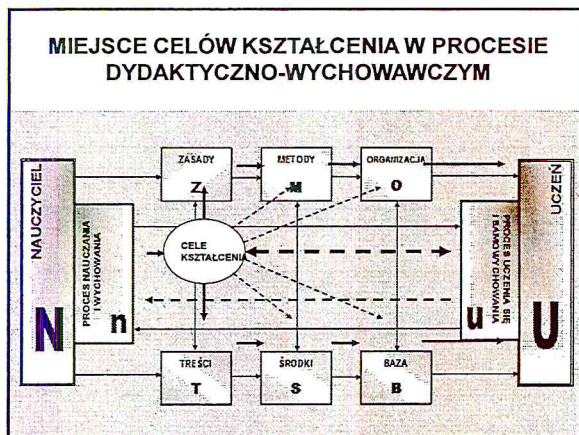 MIEJSCE CELÓW KSZTAŁCENIA W PROCESIE
DYDAKTYCZNO-WYCHOWAWCZYM
NAUCZYCIEL
N
PROCES NAUCZANIA
I WYCHOWANIA
n
ZASADY
Z
METODY
M
ORGANIZACJA
O
CELE
KSZTAŁCENIA
TREŚCI
T
ŚRODKI
S
BAZA
B
PROCES UCZENIA SIĘ
I SAMOWYCHOWANIA
u
UCZEŃ
U